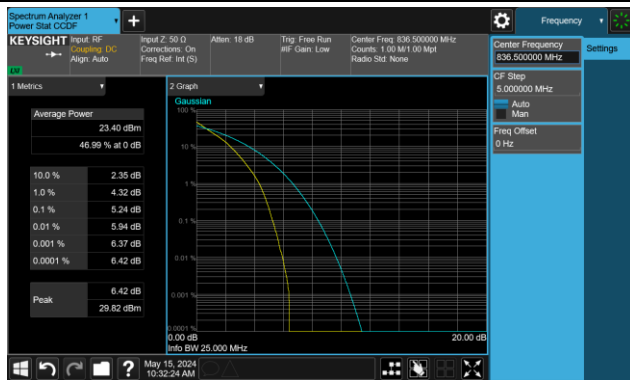 Spectrum Analyzer 1
Power Stat CCDF
Frequency
KEYSIGHT
Input: RF
Coupling: DC
Align: Auto
Input Z: 50 Ω
Corrections: On
Freq Ref: Int (S)
Atten: 18 dB
Trig: Free Run
#IF Gain: Low
Center Freq: 836.500000 MHz
Counts: 1.00 M/1.00 Mpt
Radio Std: None
Center Frequency
836.500000 MHz
Settings
CF Step
5.000000 MHz
Auto
Man
Freq Offset
0 Hz
1 Metrics
Average Power
23.40 dBm
46.99 % at 0 dB
10.0 % 2.35 dB
1.0 % 4.32 dB
0.1 % 5.24 dB
0.01 % 5.94 dB
0.001 % 6.37 dB
0.0001 % 6.42 dB
Peak
6.42 dB
29.82 dBm
2 Graph
Gaussian
100 %
10 %
1 %
0.1 %
0.01 %
0.001 %
0.0001 %
0.00 dB
20.00 dB
Info BW 25.000 MHz
?
May 15, 2024
10:32:24 AM